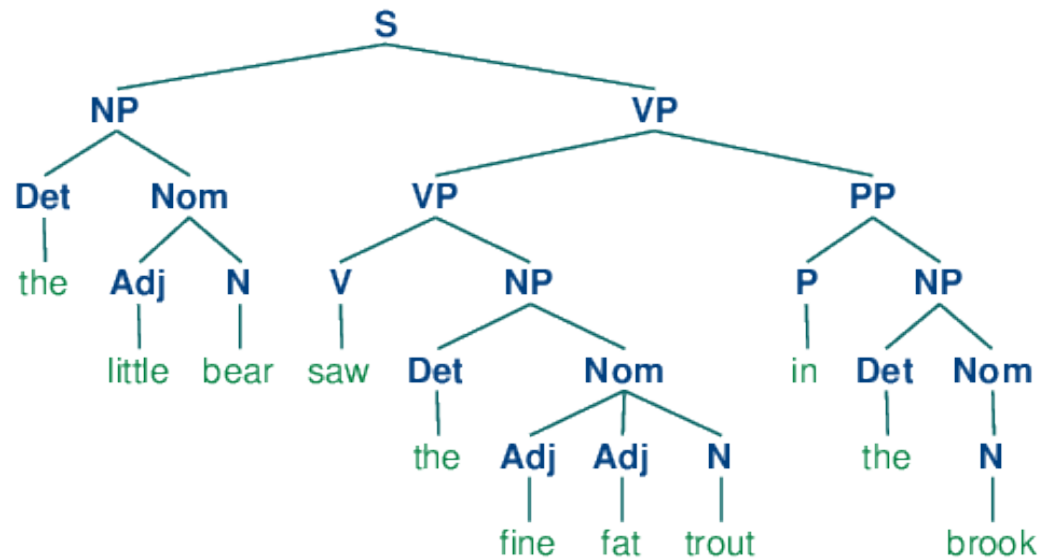 S
NP VP
Det Nom VP PP
the Adj N V NP P NP
little bear saw Det Nom in Det Nom
the Adj Adj N the N
fine fat trout brook